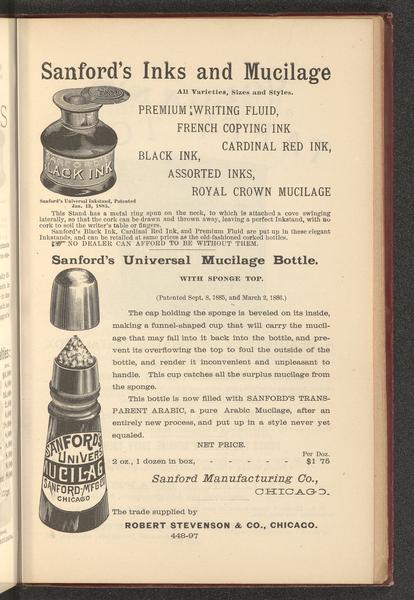 Sanford's Inks and Mucilage
All Varieties, Sizes and Styles.
PREMIUM WRITING FLUID,
FRENCH COPYING INK
CARDINAL RED INK,
BLACK INK,
ASSORTED INKS,
ROYAL CROWN MUCILAGE
SANFORD'S
BLACK INK
Sanford's Universal Inkstand, Patented
Jan. 13, 1885.
This Stand has a metal ring spun on the neck, to which is attached a cove swinging
laterally, so that the cork can be drawn and thrown away, leaving a perfect Inkstand, with no
cork to soil the writer's table or fingers.
Sanford's Black Ink, Cardinal Red Ink, and Premium Fluid are put up in these elegant
Inkstands, and can be retailed at same prices as the old-fashioned corked bottles.
☞ NO DEALER CAN AFFORD TO BE WITHOUT THEM.
Sanford's Universal Mucilage Bottle.
WITH SPONGE TOP.
(Patented Sept. 8, 1885, and March 2, 1886.)
The cap holding the sponge is beveled on its inside,
making a funnel-shaped cup that will carry the mucil-
age that may fall into it back into the bottle, and pre-
vent its overflowing the top to foul the outside of the
bottle, and render it inconvenient and unpleasant to
handle. This cup catches all the surplus mucilage from
the sponge.
This bottle is now filled with SANFORD'S TRANS-
PARENT ARABIC, a pure Arabic Mucilage, after an
entirely new process, and put up in a style never yet
equaled.
NET PRICE.
Per Doz.
2 oz., 1 dozen in box, - - - - - $1 75
SANFORD'S
UNIVERS
MUCILAG
SANFORD MFG CO
CHICAGO
Sanford Manufacturing Co.,
CHICAGO.
The trade supplied by
ROBERT STEVENSON & CO., CHICAGO.
448-97